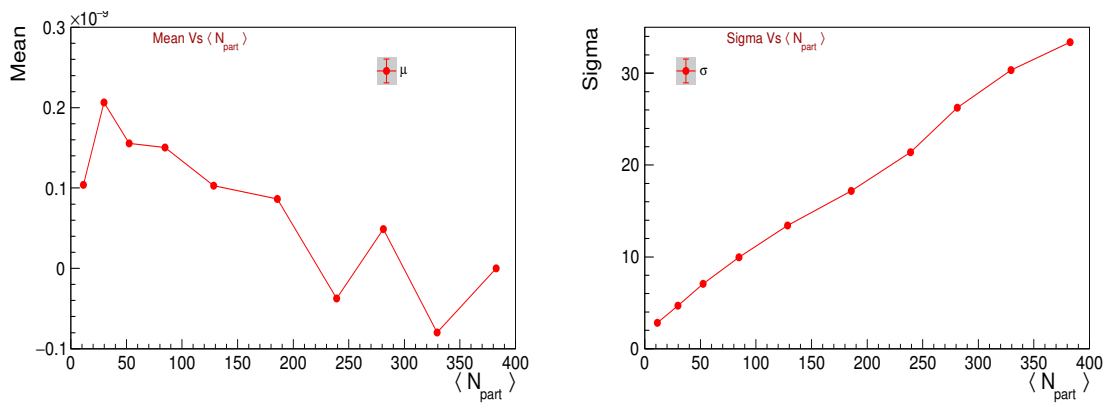 ×10⁻⁹
0.3
0.2
0.1
0
−0.1
Mean
Mean Vs ⟨ N_part ⟩
μ
0 50 100 150 200 250 300 350 400
⟨ N_part ⟩
30
20
10
0
Sigma
Sigma Vs ⟨ N_part ⟩
σ
0 50 100 150 200 250 300 350 400
⟨ N_part ⟩